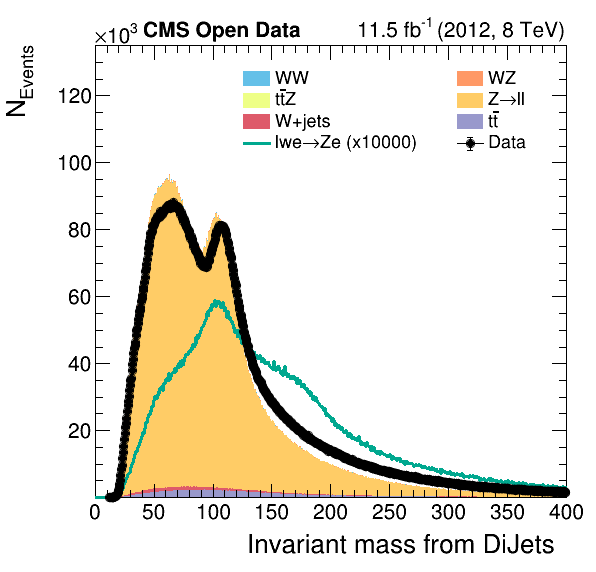 ×10³ CMS Open Data 11.5 fb⁻¹ (2012, 8 TeV)
N_Events
WW WZ
tt̄Z Z→ll
W+jets tt̄
lwe→Ze (x10000) Data
120
100
80
60
40
20
0 50 100 150 200 250 300 350 400
Invariant mass from DiJets